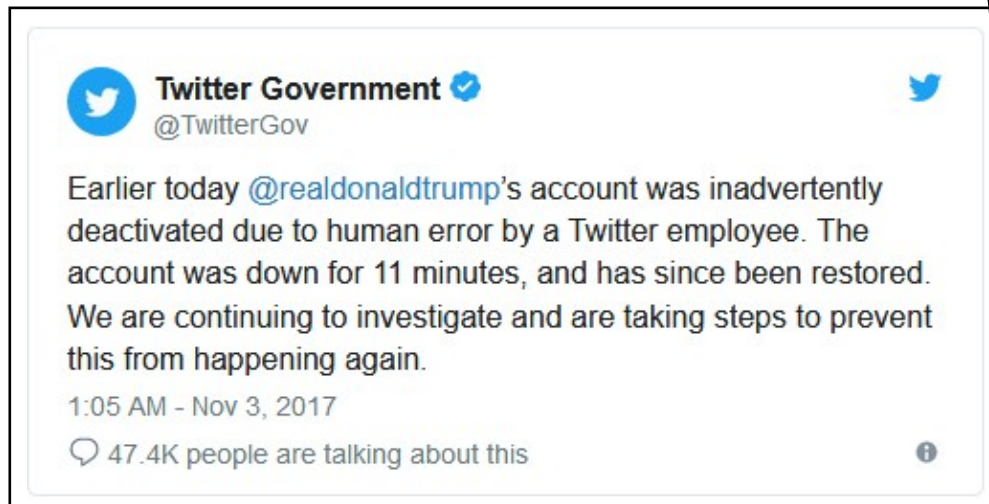 Twitter Government
@TwitterGov
Earlier today @realdonaldtrump's account was inadvertently
deactivated due to human error by a Twitter employee. The
account was down for 11 minutes, and has since been restored.
We are continuing to investigate and are taking steps to prevent
this from happening again.
1:05 AM - Nov 3, 2017
47.4K people are talking about this